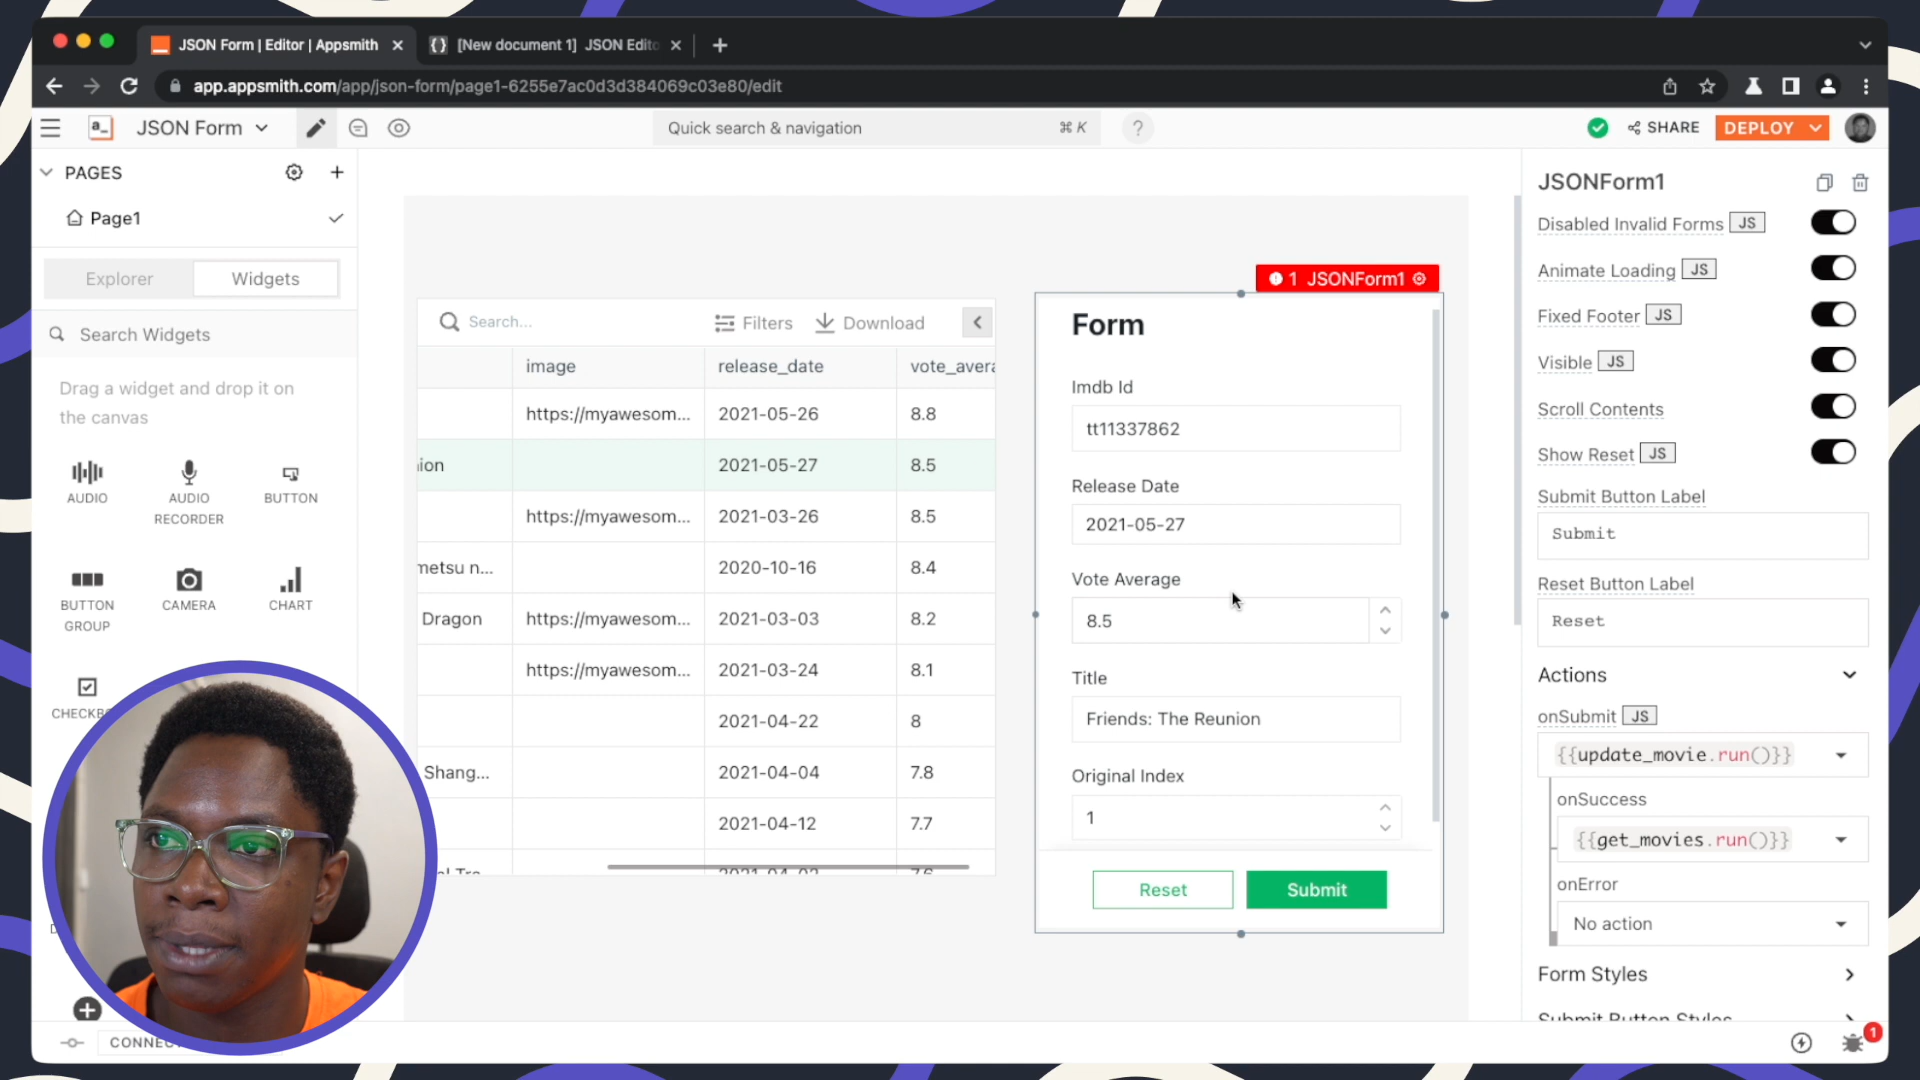 JSON Form | Editor | Appsmith
[New document 1] JSON Edito
app.appsmith.com/app/json-form/page1-6255e7ac0d3d384069c03e80/edit
a_
JSON Form
Quick search & navigation
⌘ K
?
SHARE
DEPLOY
PAGES
Page1
Explorer
Widgets
Search Widgets
Drag a widget and drop it on
the canvas
AUDIO
AUDIO
RECORDER
BUTTON
BUTTON
GROUP
CAMERA
CHART
CHECKB
CONNEC
Search...
Filters
Download
image
release_date
vote_avera
https://myawesom...
2021-05-26
8.8
ion
2021-05-27
8.5
https://myawesom...
2021-03-26
8.5
metsu n...
2020-10-16
8.4
Dragon
https://myawesom...
2021-03-03
8.2
https://myawesom...
2021-03-24
8.1
2021-04-22
8
Shang...
2021-04-04
7.8
2021-04-12
7.7
1 JSONForm1
Form
Imdb Id
tt11337862
Release Date
2021-05-27
Vote Average
8.5
Title
Friends: The Reunion
Original Index
1
Reset
Submit
JSONForm1
Disabled Invalid Forms JS
Animate Loading JS
Fixed Footer JS
Visible JS
Scroll Contents
Show Reset JS
Submit Button Label
Submit
Reset Button Label
Reset
Actions
onSubmit JS
{{update_movie.run()}}
onSuccess
{{get_movies.run()}}
onError
No action
Form Styles
Submit Button Styles
1